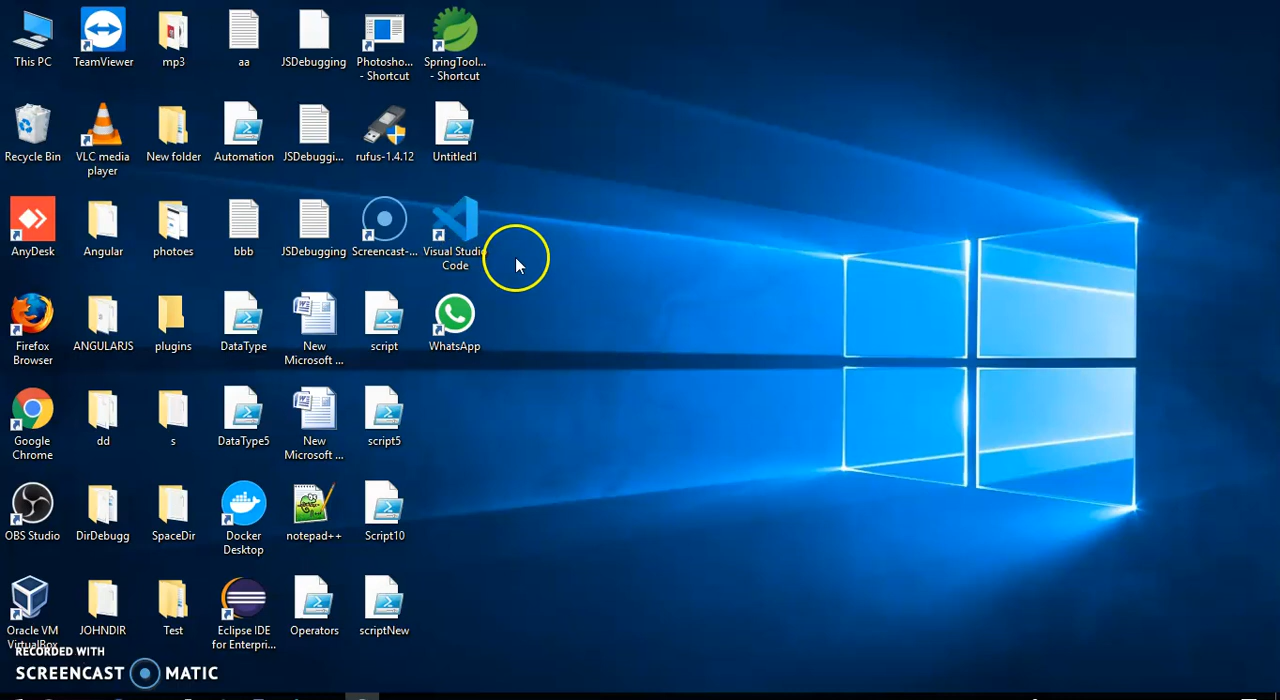 This PC
TeamViewer
mp3
aa
JSDebugging
Photosho...
- Shortcut
SpringTool...
- Shortcut
Recycle Bin
VLC media
player
New folder
Automation
JSDebuggi...
rufus-1.4.12
Untitled1
AnyDesk
Angular
photoes
bbb
JSDebugging
Screencast-...
Visual Studio
Code
Firefox
Browser
ANGULARJS
plugins
DataType
New
Microsoft ...
script
WhatsApp
Google
Chrome
dd
s
DataType5
New
Microsoft ...
script5
OBS Studio
DirDebugg
SpaceDir
Docker
Desktop
notepad++
Script10
Oracle VM
VirtualBox
JOHNDIR
Test
Eclipse IDE
for Enterpri...
Operators
scriptNew
RECORDED WITH
SCREENCAST MATIC